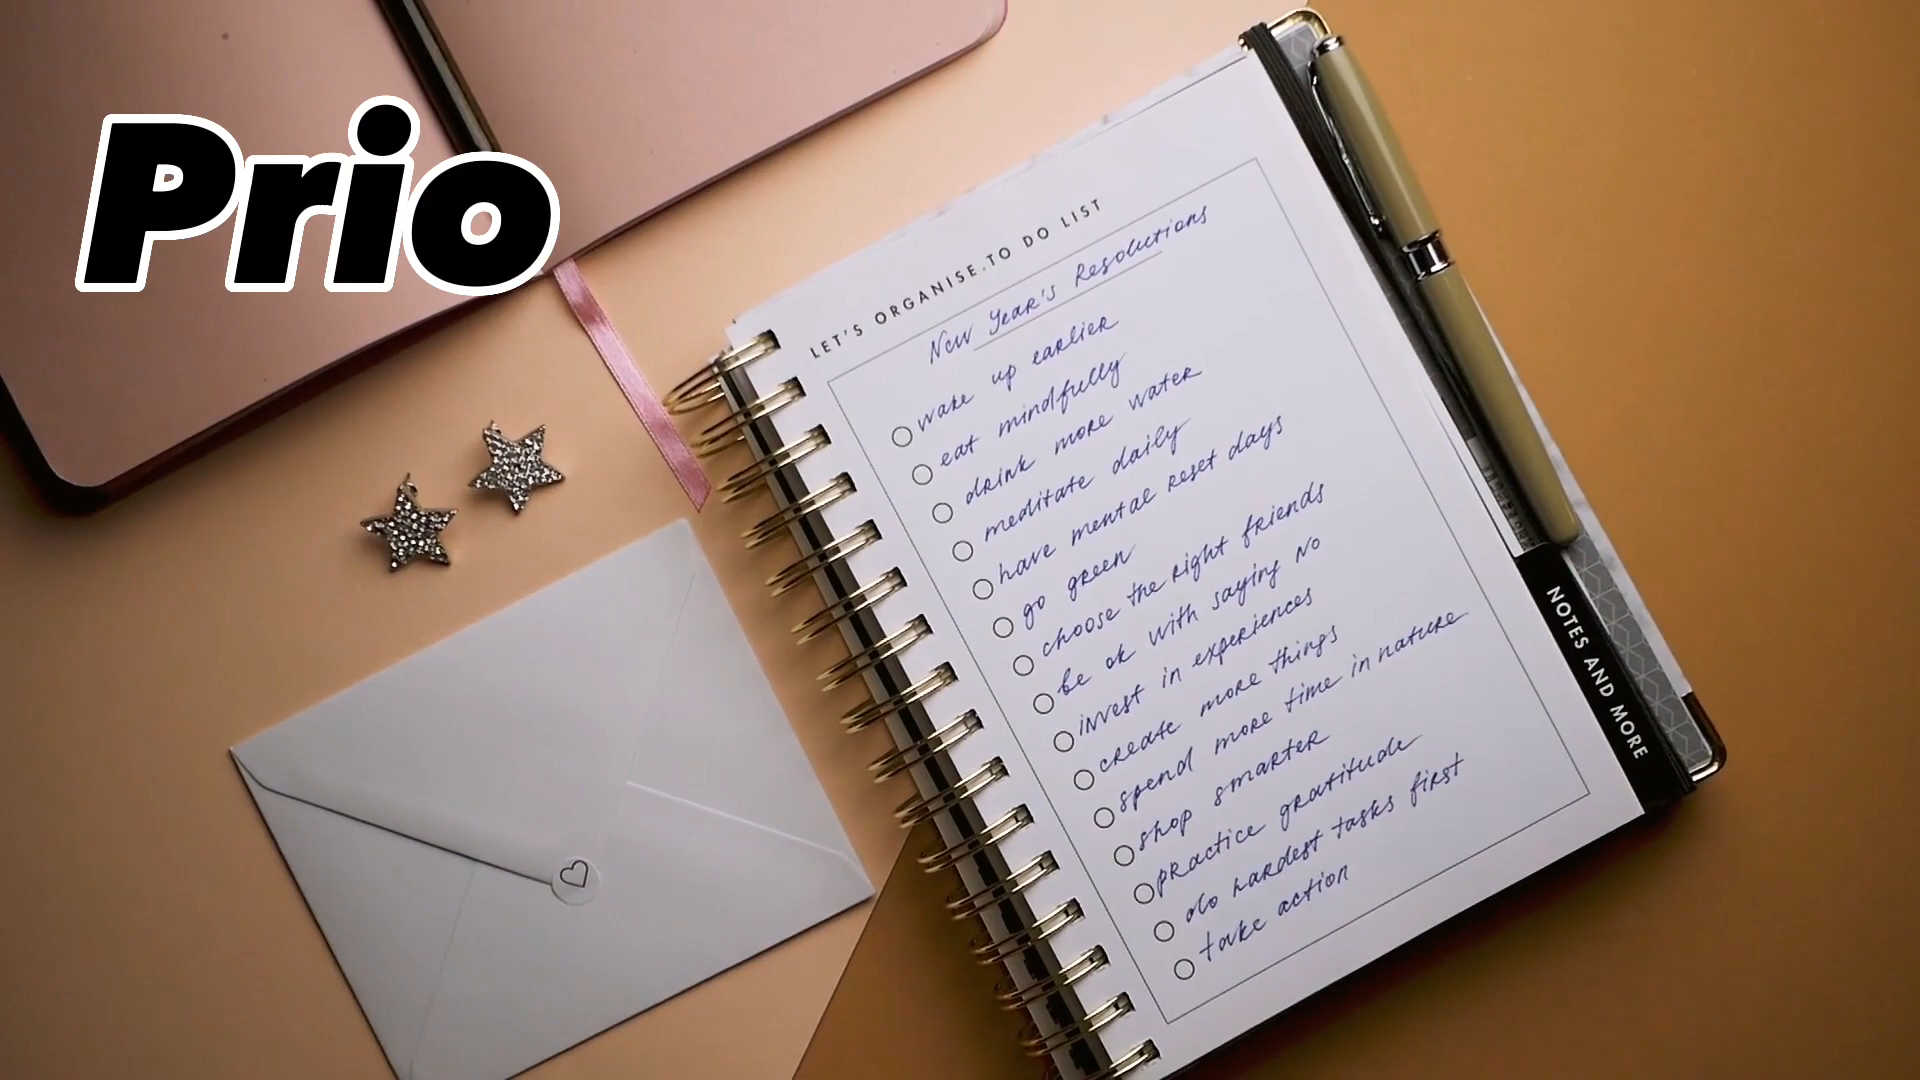 Prio
LET'S ORGANISE.TO DO LIST
New Year's Resolutions
wake up earlier
eat mindfully
drink more water
meditate daily
have mental reset days
go green
choose the right friends
be ok with saying no
invest in experiences
create more things
spend more time in nature
shop smarter
practice gratitude
do hardest tasks first
take action
NOTES AND MORE